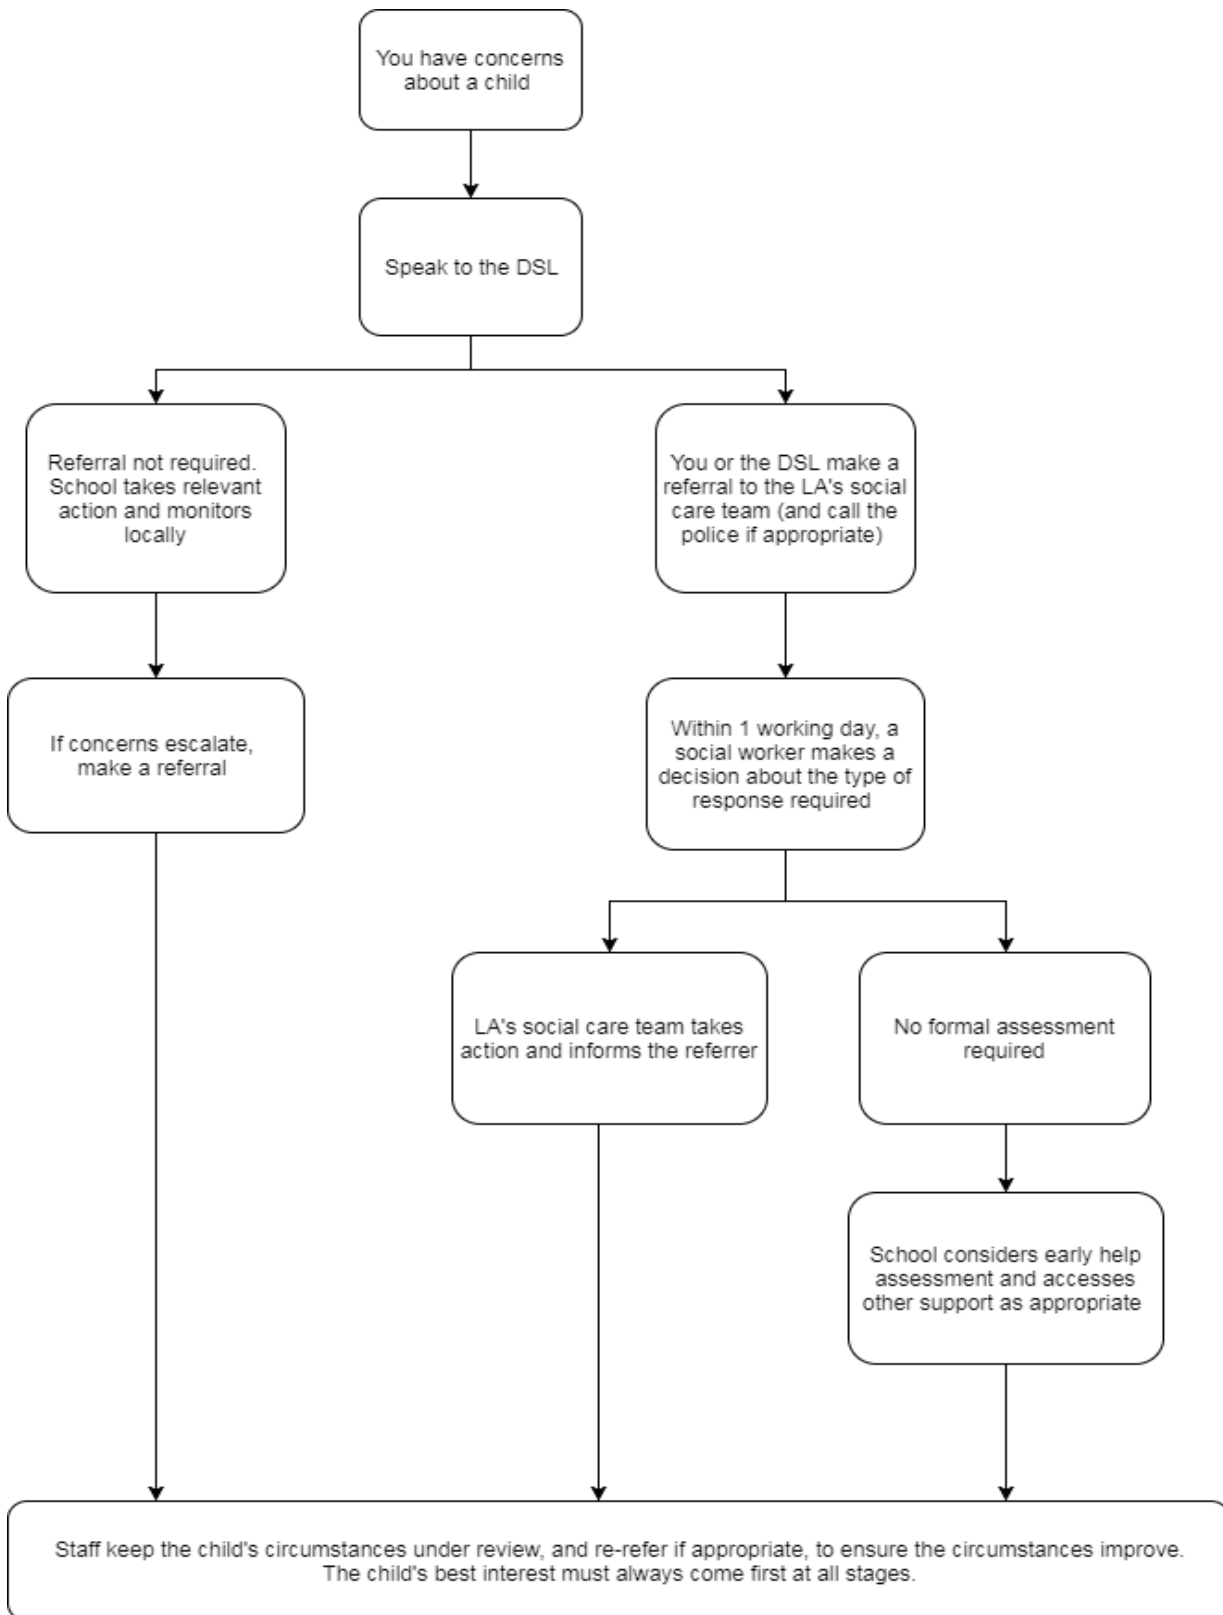 You have concerns
about a child
Speak to the DSL
Referral not required.
School takes relevant
action and monitors
locally
You or the DSL make a
referral to the LA's social
care team (and call the
police if appropriate)
If concerns escalate,
make a referral
Within 1 working day, a
social worker makes a
decision about the type of
response required
LA's social care team takes
action and informs the referrer
No formal assessment
required
School considers early help
assessment and accesses
other support as appropriate
Staff keep the child's circumstances under review, and re-refer if appropriate, to ensure the circumstances improve.
The child's best interest must always come first at all stages.